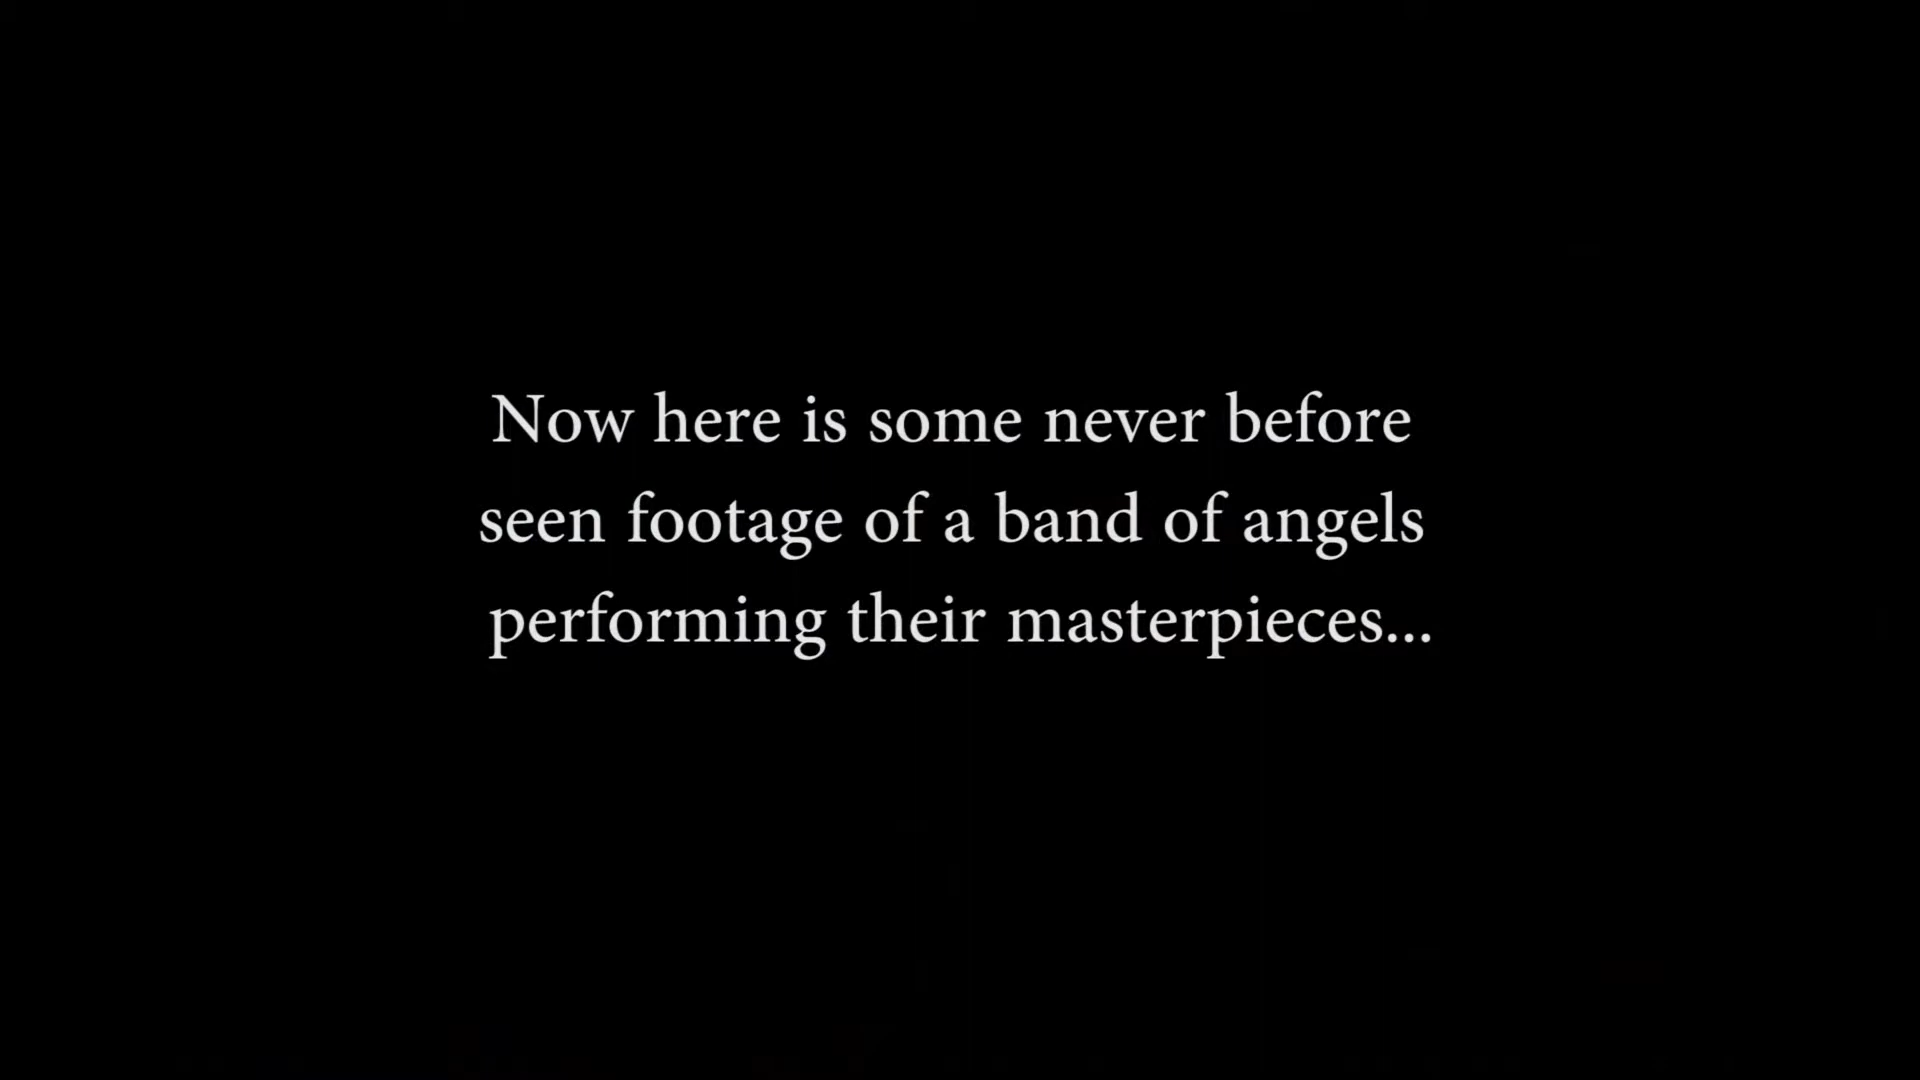 Now here is some never before
seen footage of a band of angels
performing their masterpieces...